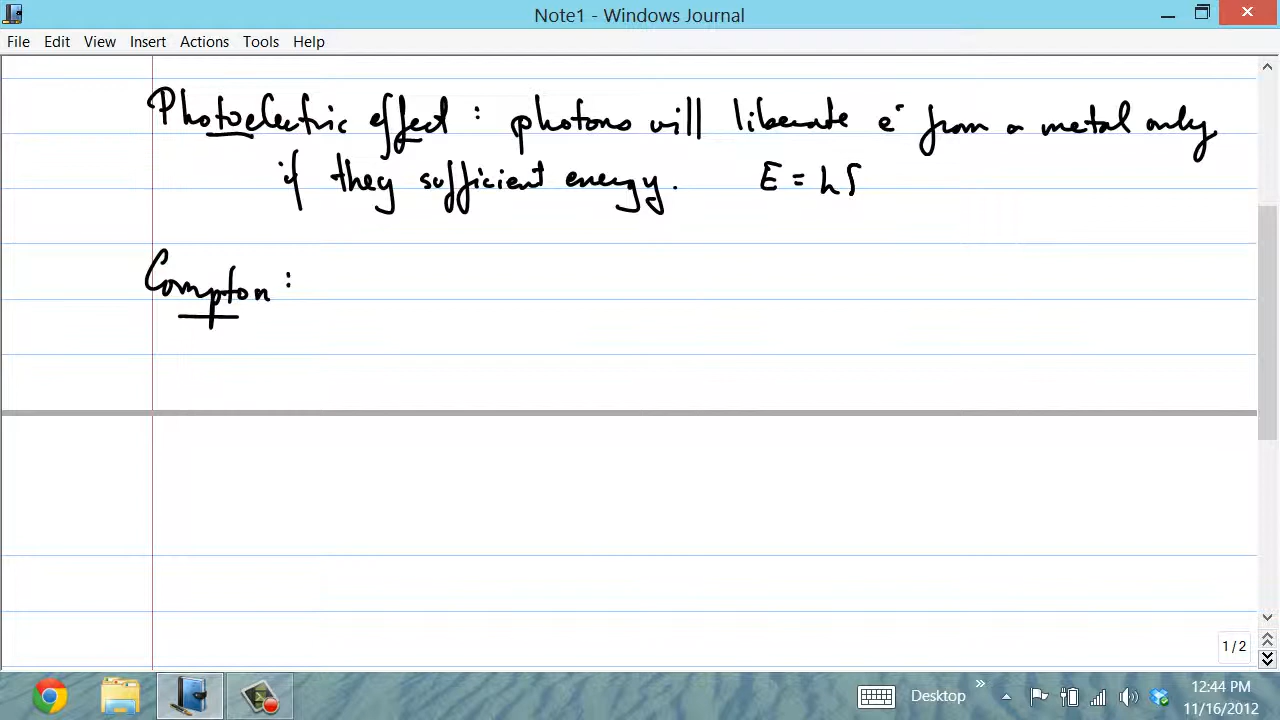 Note1 - Windows Journal
File Edit View Insert Actions Tools Help
Photoelectric effect : photons will liberate e⁻ from a metal only
if they sufficient energy. E = hf
Compton :
1 / 2
Desktop
12:44 PM
11/16/2012